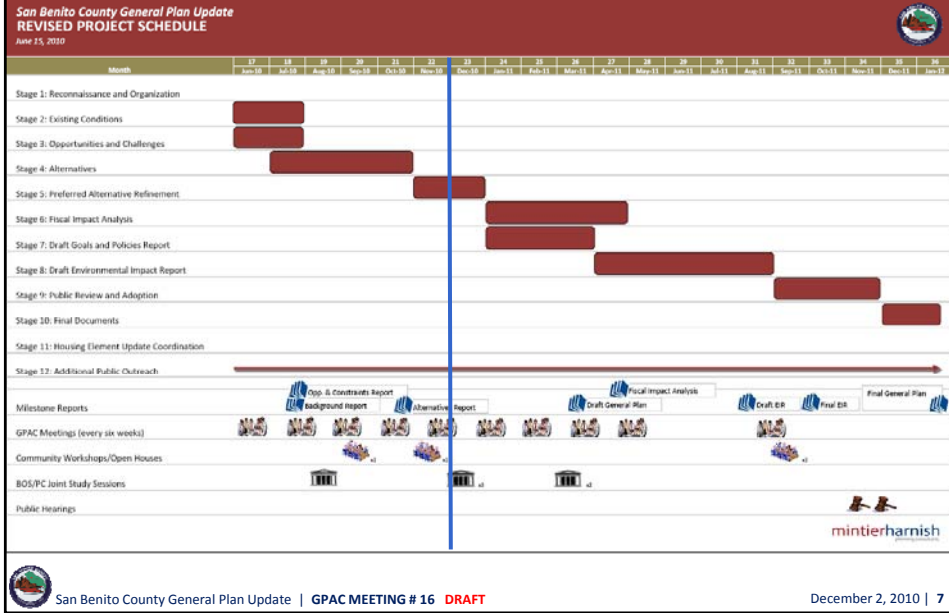 San Benito County General Plan Update
REVISED PROJECT SCHEDULE
June 15, 2010
17 18 19 20 21 22 23 24 25 26 27 28 29 30 31 32 33 34 35 36
Month Jun-10 Jul-10 Aug-10 Sep-10 Oct-10 Nov-10 Dec-10 Jan-11 Feb-11 Mar-11 Apr-11 May-11 Jun-11 Jul-11 Aug-11 Sep-11 Oct-11 Nov-11 Dec-11 Jan-12
Stage 1: Reconnaissance and Organization
Stage 2: Existing Conditions
Stage 3: Opportunities and Challenges
Stage 4: Alternatives
Stage 5: Preferred Alternative Refinement
Stage 6: Fiscal Impact Analysis
Stage 7: Draft Goals and Policies Report
Stage 8: Draft Environmental Impact Report
Stage 9: Public Review and Adoption
Stage 10: Final Documents
Stage 11: Housing Element Update Coordination
Stage 12: Additional Public Outreach
Opp. & Constraints Report
Fiscal Impact Analysis
Final General Plan
Milestone Reports
Background Report
Alternatives Report
Draft General Plan
Draft EIR
Final EIR
GPAC Meetings (every six weeks)
Community Workshops/Open Houses
BOS/PC Joint Study Sessions
Public Hearings
mintierharnish
San Benito County General Plan Update | GPAC MEETING # 16 DRAFT
December 2, 2010 | 7